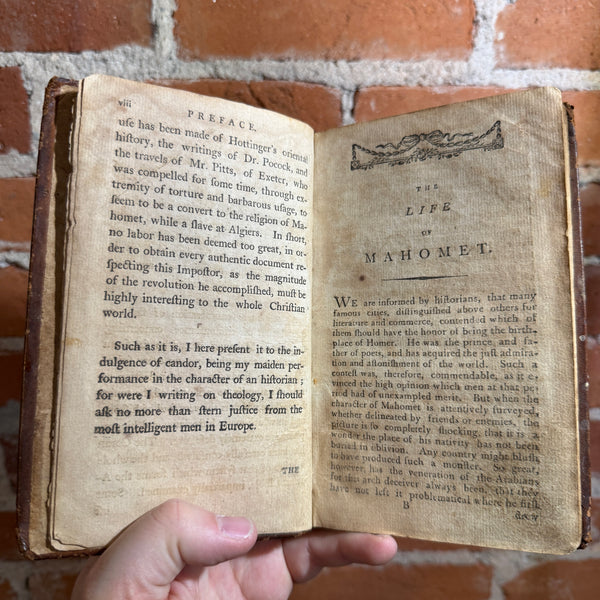 viii
PREFACE.
uſe has been made of Hottinger's oriental
hiſtory, the writings of Dr. Pocock, and
the travels of Mr. Pitts, of Exeter, who
was compelled for ſome time, through ex-
tremity of torture and barbarous uſage, to
ſeem to be a convert to the religion of Ma-
homet, while a ſlave at Algiers. In ſhort,
no labor has been deemed too great, in or-
der to obtain every authentic document re-
ſpecting this Impoſtor, as the magnitude
of the revolution he accompliſhed, muſt be
highly intereſting to the whole Chriſtian
world.
Such as it is, I here preſent it to the in-
dulgence of candor, being my maiden per-
formance in the character of an hiſtorian ;
for were I writing on theology, I ſhould
aſk no more than ſtern juſtice from the
moſt intelligent men in Europe.
THE
THE
LIFE
OF
MAHOMET.
WE are informed by hiſtorians, that many
famous cities, diſtinguiſhed above others for
literature and commerce, contended which of
them ſhould have the honor of being the birth-
place of Homer. He was the prince and fa-
ther of poets, and has acquired the juſt admira-
tion and aſtoniſhment of the world. Such a
conteſt was, therefore, commendable, as it e-
vinced the high opinion which men at that pe-
riod had of unexampled merit. But when the
character of Mahomet is attentively ſurveyed,
whether delineated by friends or enemies, the
picture is ſo completely ſhocking, that it is a
wonder the place of his nativity has not been
buried in oblivion. Any country might bluſh
to have produced ſuch a monſter. So great,
however, has the veneration of the Arabians
for this arch deceiver always been, that they
have not left it problematical where he firſt
B